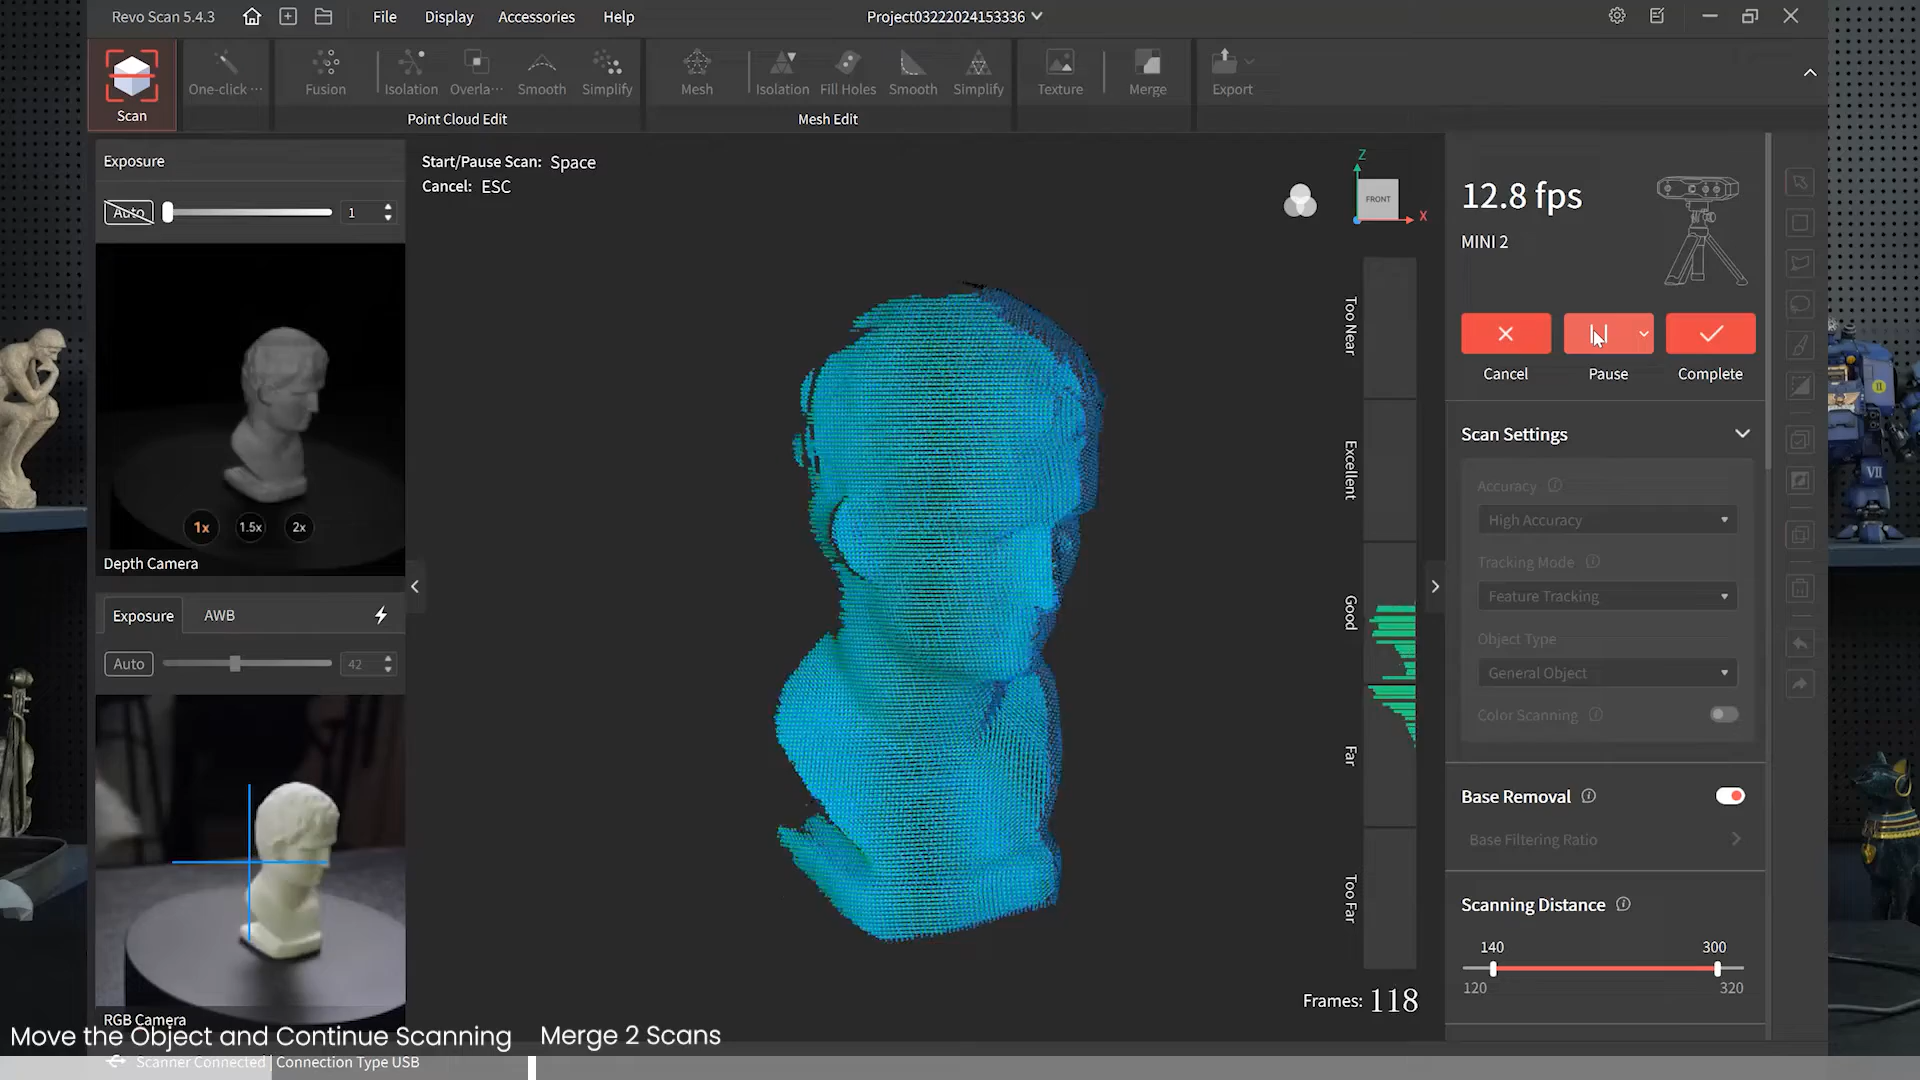 Revo Scan 5.4.3
File
Display
Accessories
Help
Project03222024153336
Scan
One-click ···
Fusion
Isolation
Overla···
Smooth
Simplify
Point Cloud Edit
Mesh
Isolation
Fill Holes
Smooth
Simplify
Mesh Edit
Texture
Merge
Export
Exposure
Auto
1
1x
1.5x
2x
Depth Camera
Exposure
AWB
Auto
42
RGB Camera
Start/Pause Scan: Space
Cancel: ESC
Z
FRONT
X
Too Near
Excellent
Good
Far
Too Far
Frames: 118
12.8 fps
MINI 2
Cancel
Pause
Complete
Scan Settings
Accuracy
High Accuracy
Tracking Mode
Feature Tracking
Object Type
General Object
Color Scanning
Base Removal
Base Filtering Ratio
Scanning Distance
140
300
120
320
II
VII
Move the Object and Continue Scanning
Merge 2 Scans
Scanner Connected | Connection Type USB